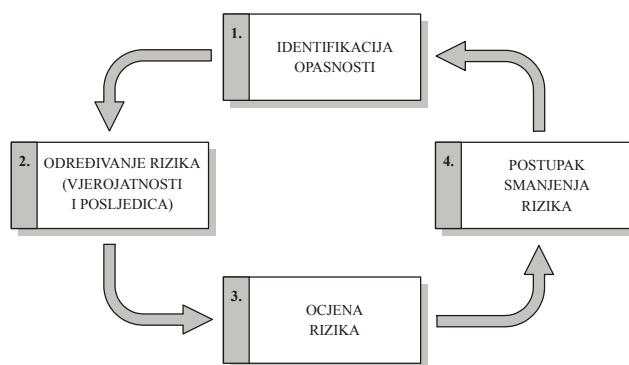 1.
IDENTIFIKACIJA
OPASNOSTI
2.
ODREĐIVANJE RIZIKA
(VJEROJATNOSTI
I POSLJEDICA)
3.
OCJENA
RIZIKA
4.
POSTUPAK
SMANJENJA
RIZIKA